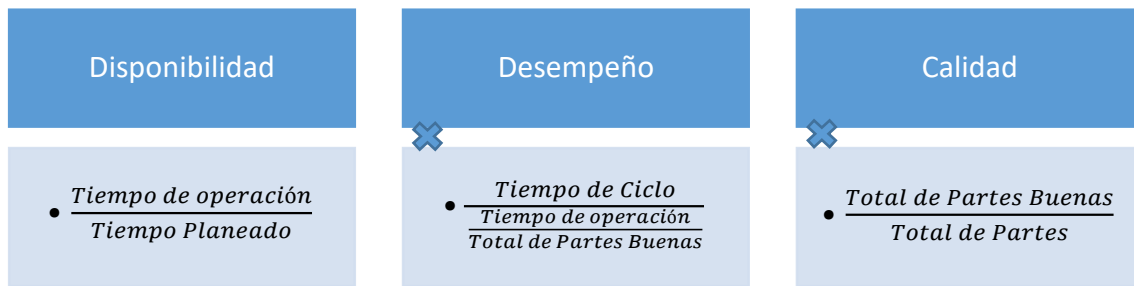 Disponibilidad
• Tiempo de operación
Tiempo Planeado
Desempeño
• Tiempo de Ciclo
Tiempo de operación
Total de Partes Buenas
Calidad
• Total de Partes Buenas
Total de Partes